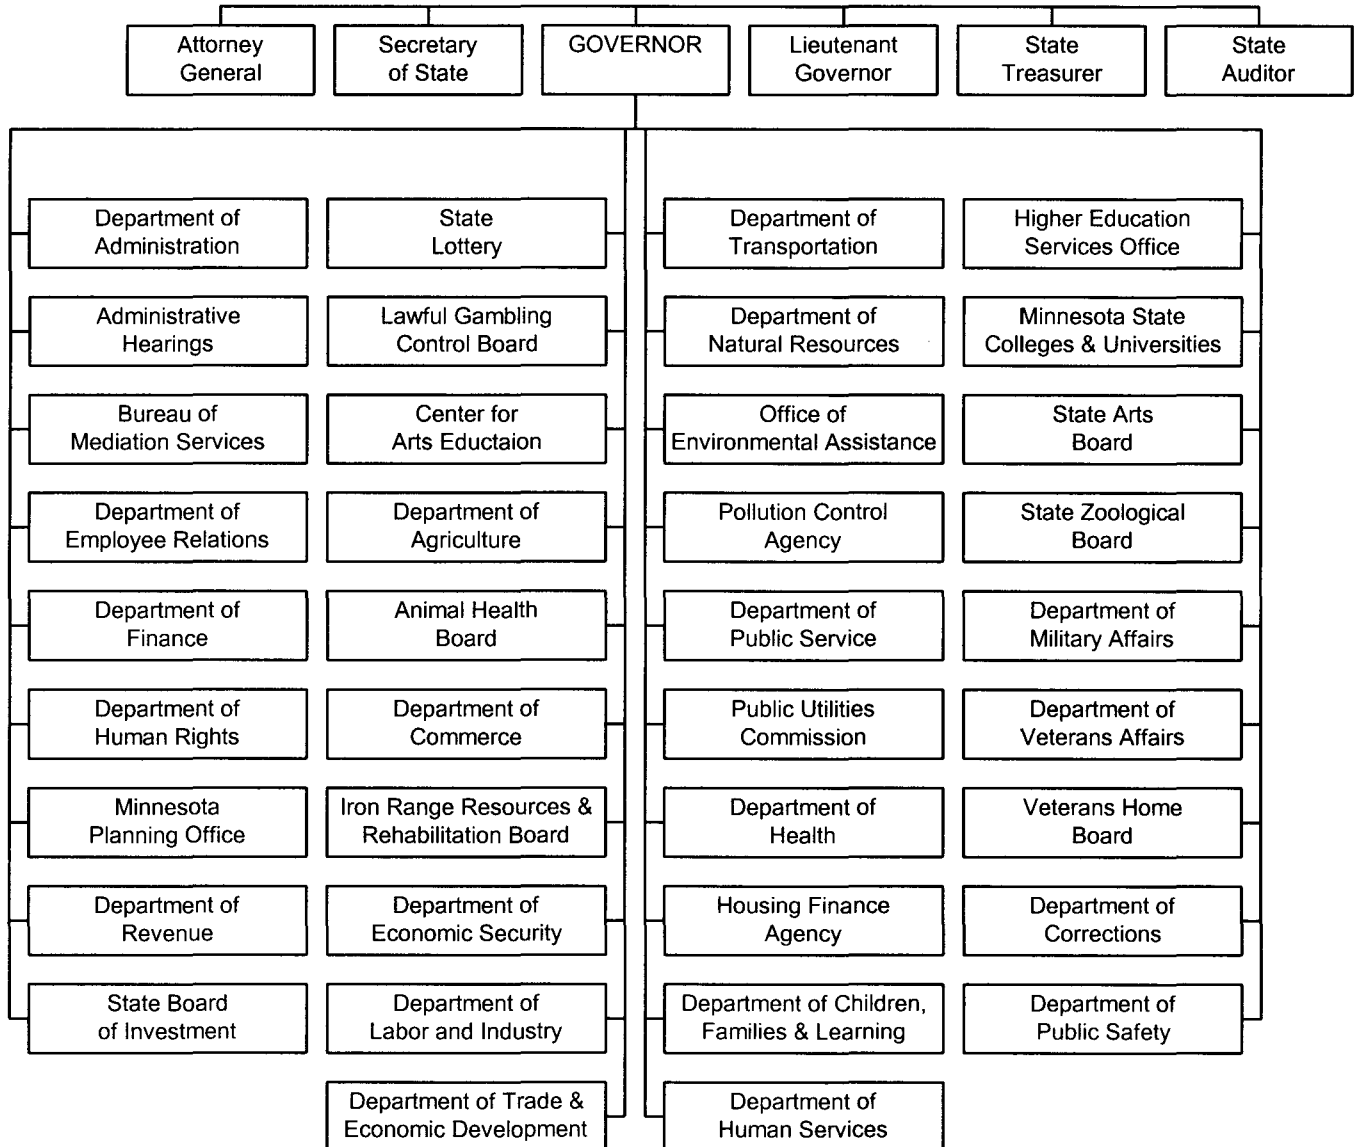 Attorney
General
Secretary
of State
GOVERNOR
Lieutenant
Governor
State
Treasurer
State
Auditor
Department of
Administration
Administrative
Hearings
Bureau of
Mediation Services
Department of
Employee Relations
Department of
Finance
Department of
Human Rights
Minnesota
Planning Office
Department of
Revenue
State Board
of Investment
State
Lottery
Lawful Gambling
Control Board
Center for
Arts Eductaion
Department of
Agriculture
Animal Health
Board
Department of
Commerce
Iron Range Resources &
Rehabilitation Board
Department of
Economic Security
Department of
Labor and Industry
Department of Trade &
Economic Development
Department of
Transportation
Department of
Natural Resources
Office of
Environmental Assistance
Pollution Control
Agency
Department of
Public Service
Public Utilities
Commission
Department of
Health
Housing Finance
Agency
Department of Children,
Families & Learning
Department of
Human Services
Higher Education
Services Office
Minnesota State
Colleges & Universities
State Arts
Board
State Zoological
Board
Department of
Military Affairs
Department of
Veterans Affairs
Veterans Home
Board
Department of
Corrections
Department of
Public Safety